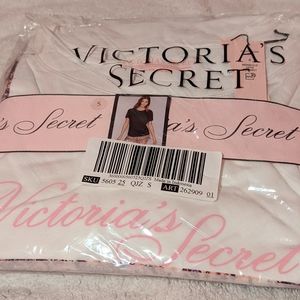 VICTORIA'S
SECRET
S
a's Secret
ia's Secret
SKU 5605 25 QJZ S ART 262909 01
Victoria's Secret